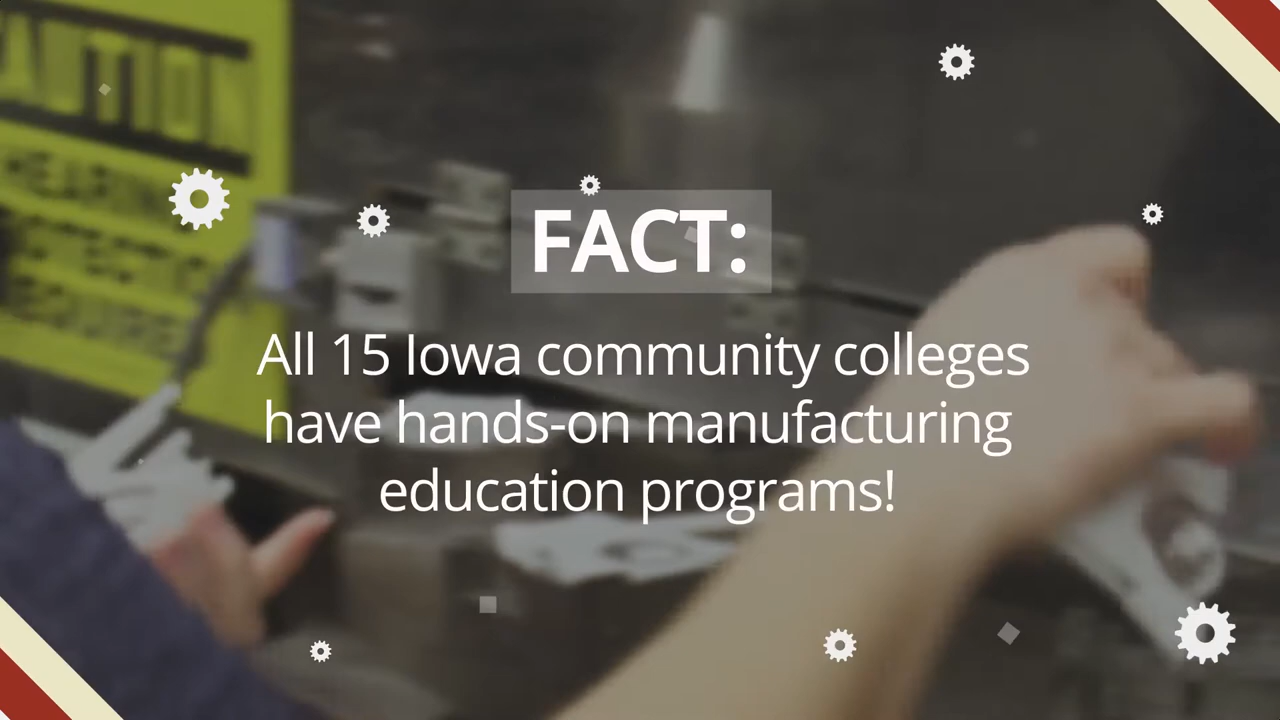 FACT:
All 15 Iowa community colleges
have hands-on manufacturing
education programs!